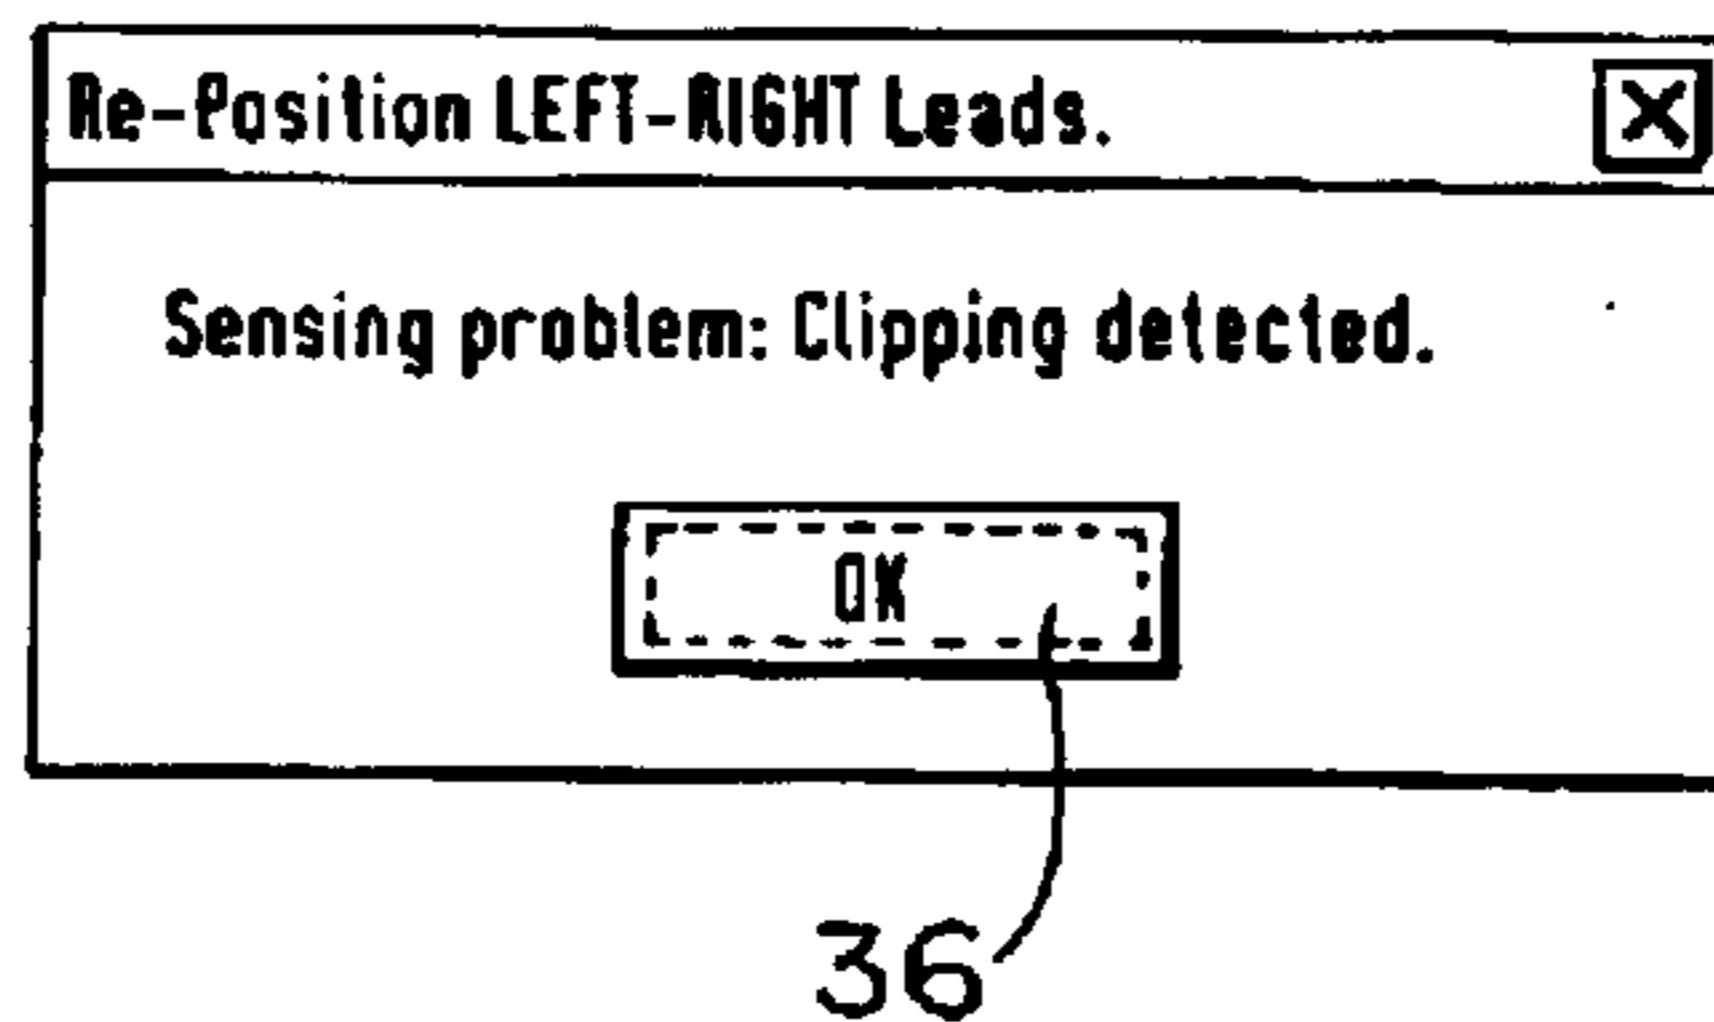 Re-Position LEFT-RIGHT Leads.
Sensing problem: Clipping detected.
OK
36